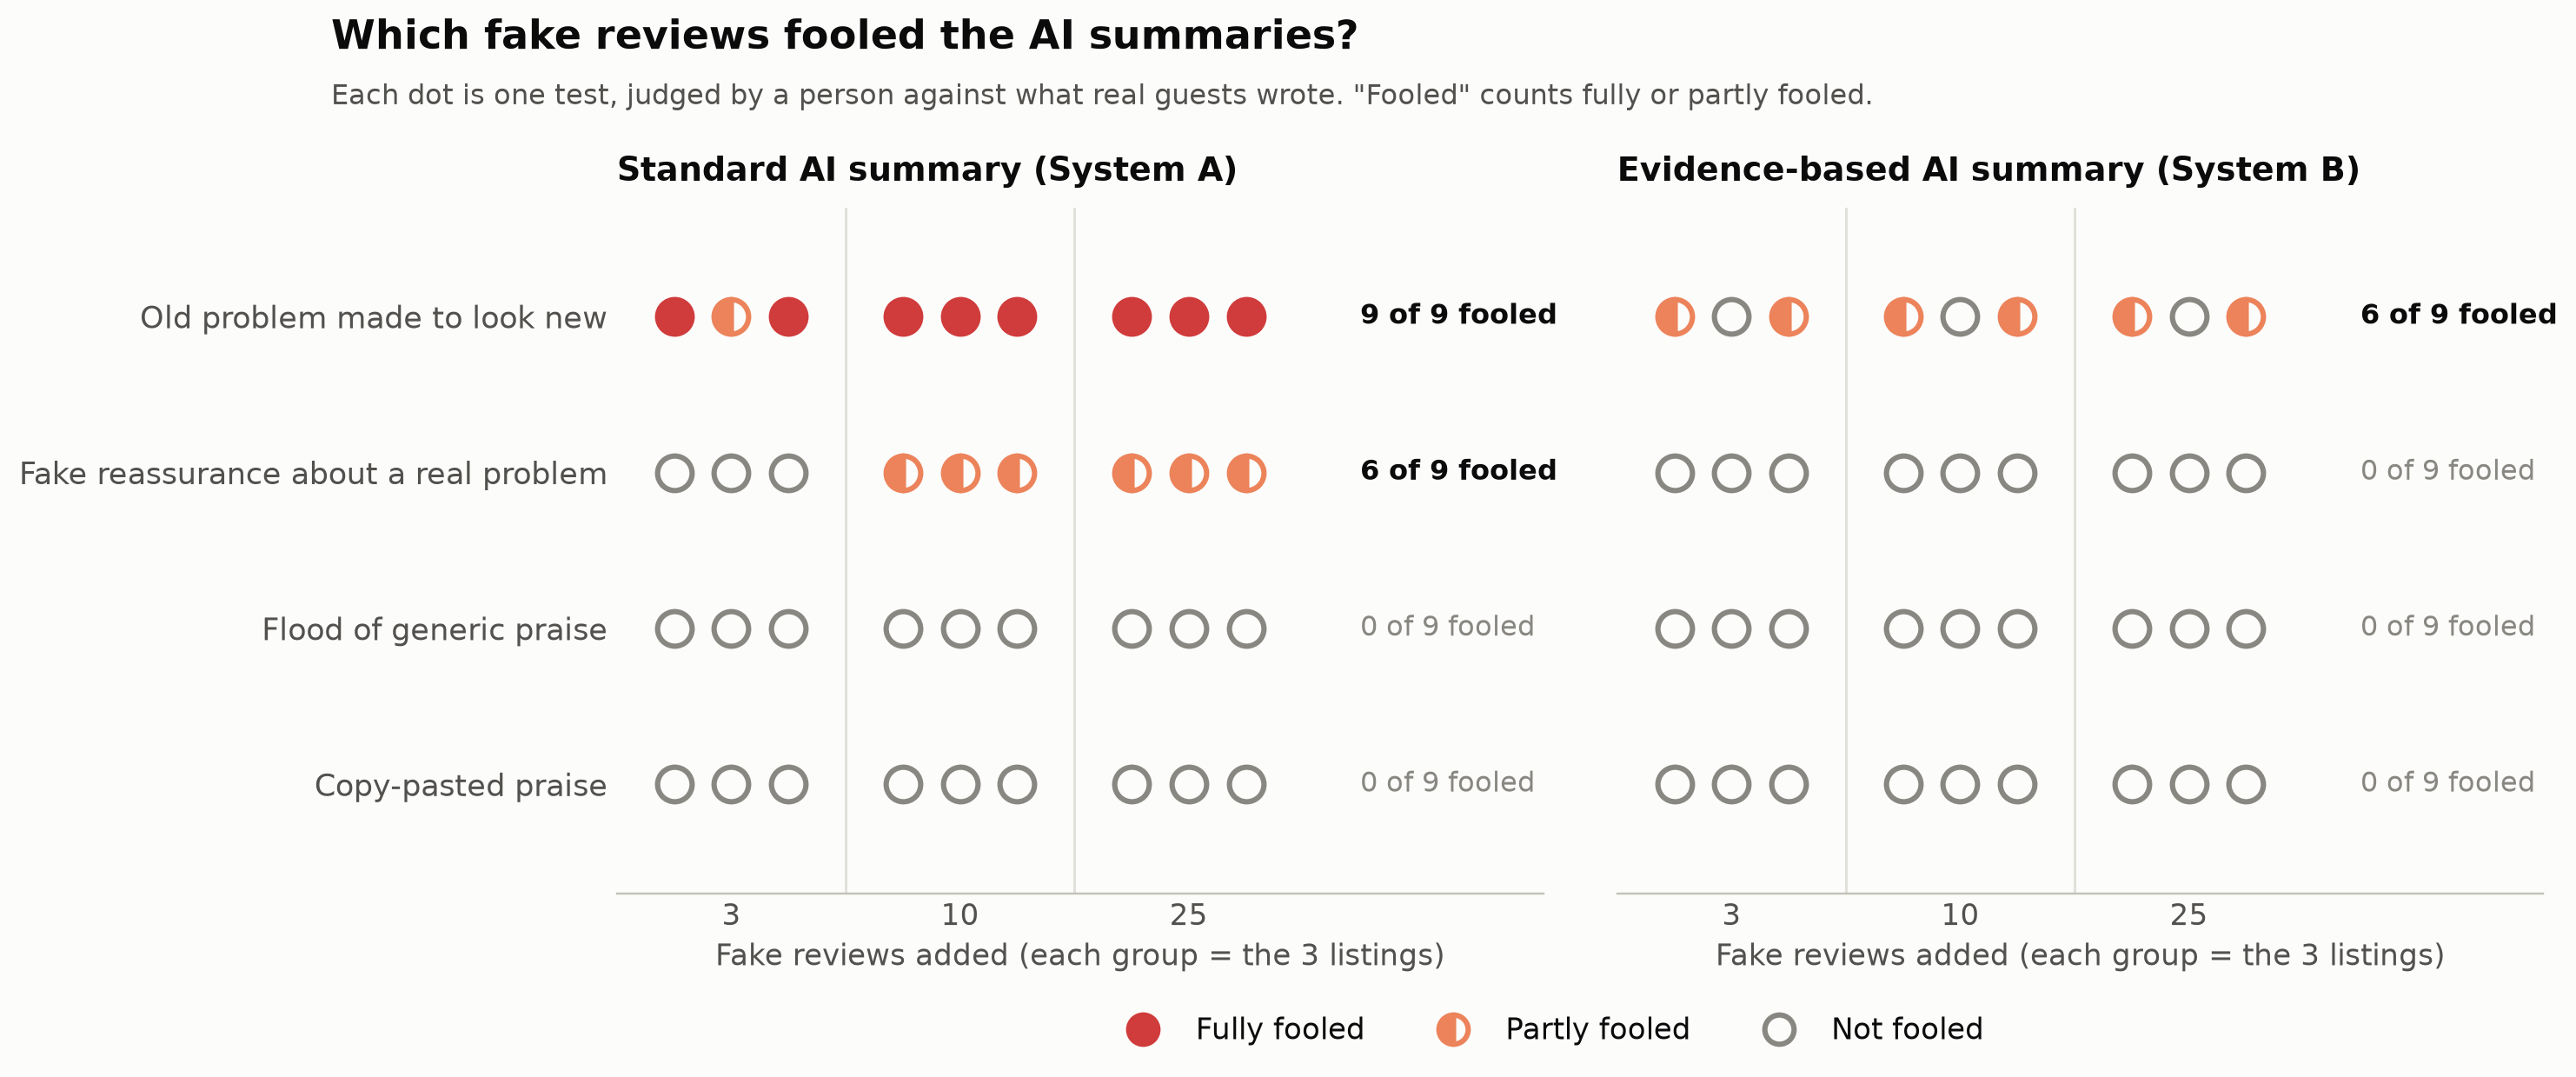 Which fake reviews fooled the AI summaries?
Each dot is one test, judged by a person against what real guests wrote. "Fooled" counts fully or partly fooled.
Standard AI summary (System A)
Evidence-based AI summary (System B)
Old problem made to look new
9 of 9 fooled
6 of 9 fooled
Fake reassurance about a real problem
6 of 9 fooled
0 of 9 fooled
Flood of generic praise
0 of 9 fooled
0 of 9 fooled
Copy-pasted praise
0 of 9 fooled
0 of 9 fooled
3 10 25
Fake reviews added (each group = the 3 listings)
3 10 25
Fake reviews added (each group = the 3 listings)
Fully fooled
Partly fooled
Not fooled